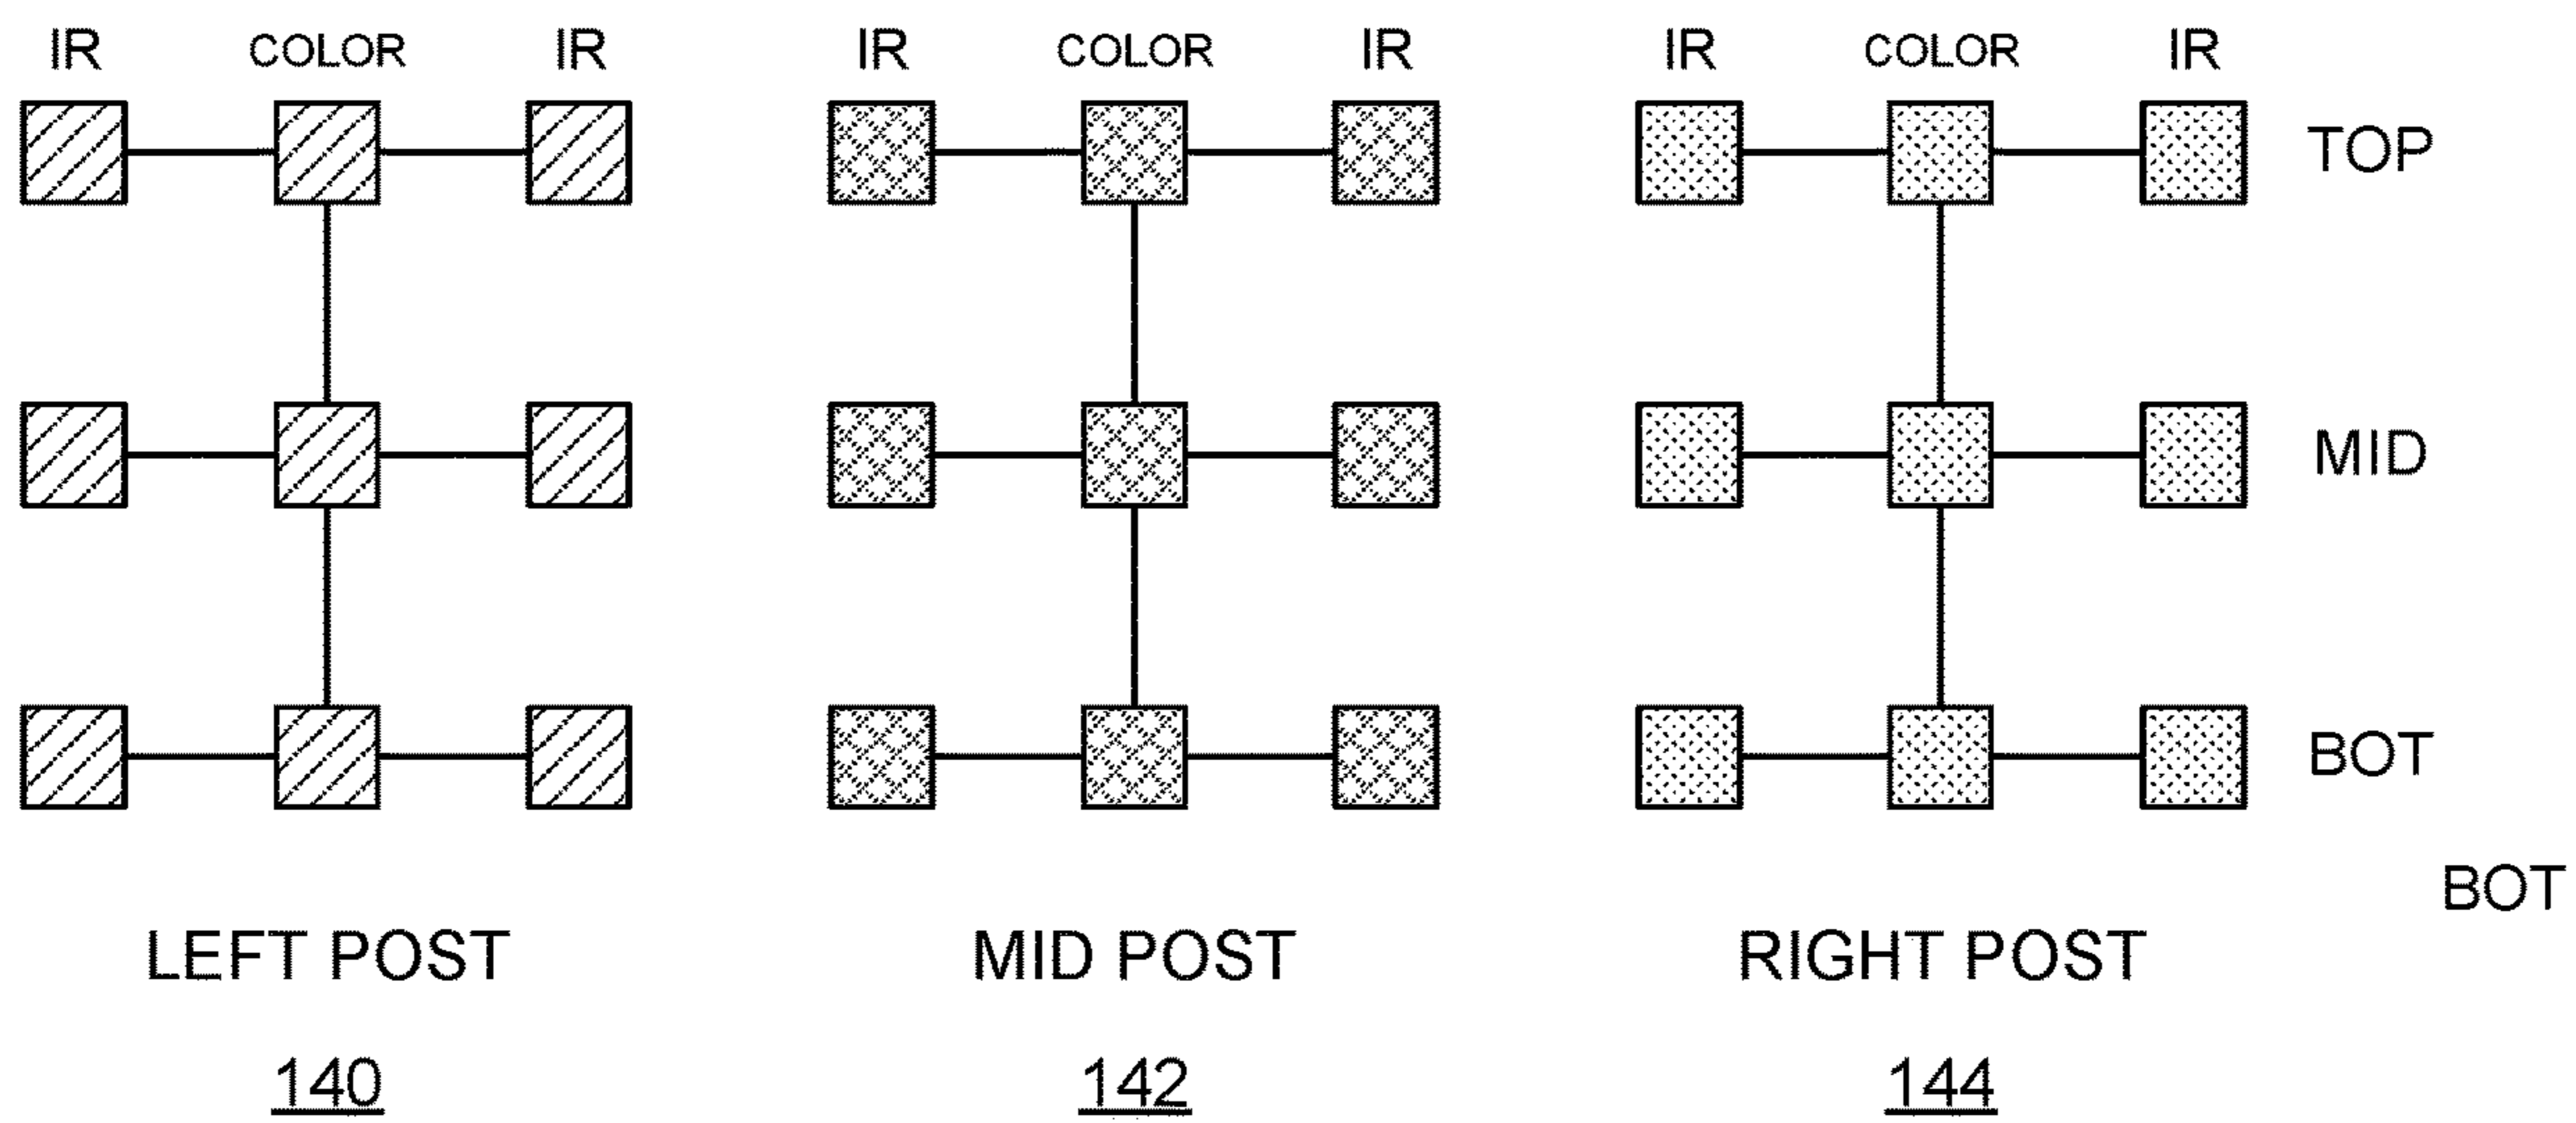 IR COLOR IR IR COLOR IR IR COLOR IR
TOP
MID
BOT
BOT
LEFT POST MID POST RIGHT POST
140 142 144